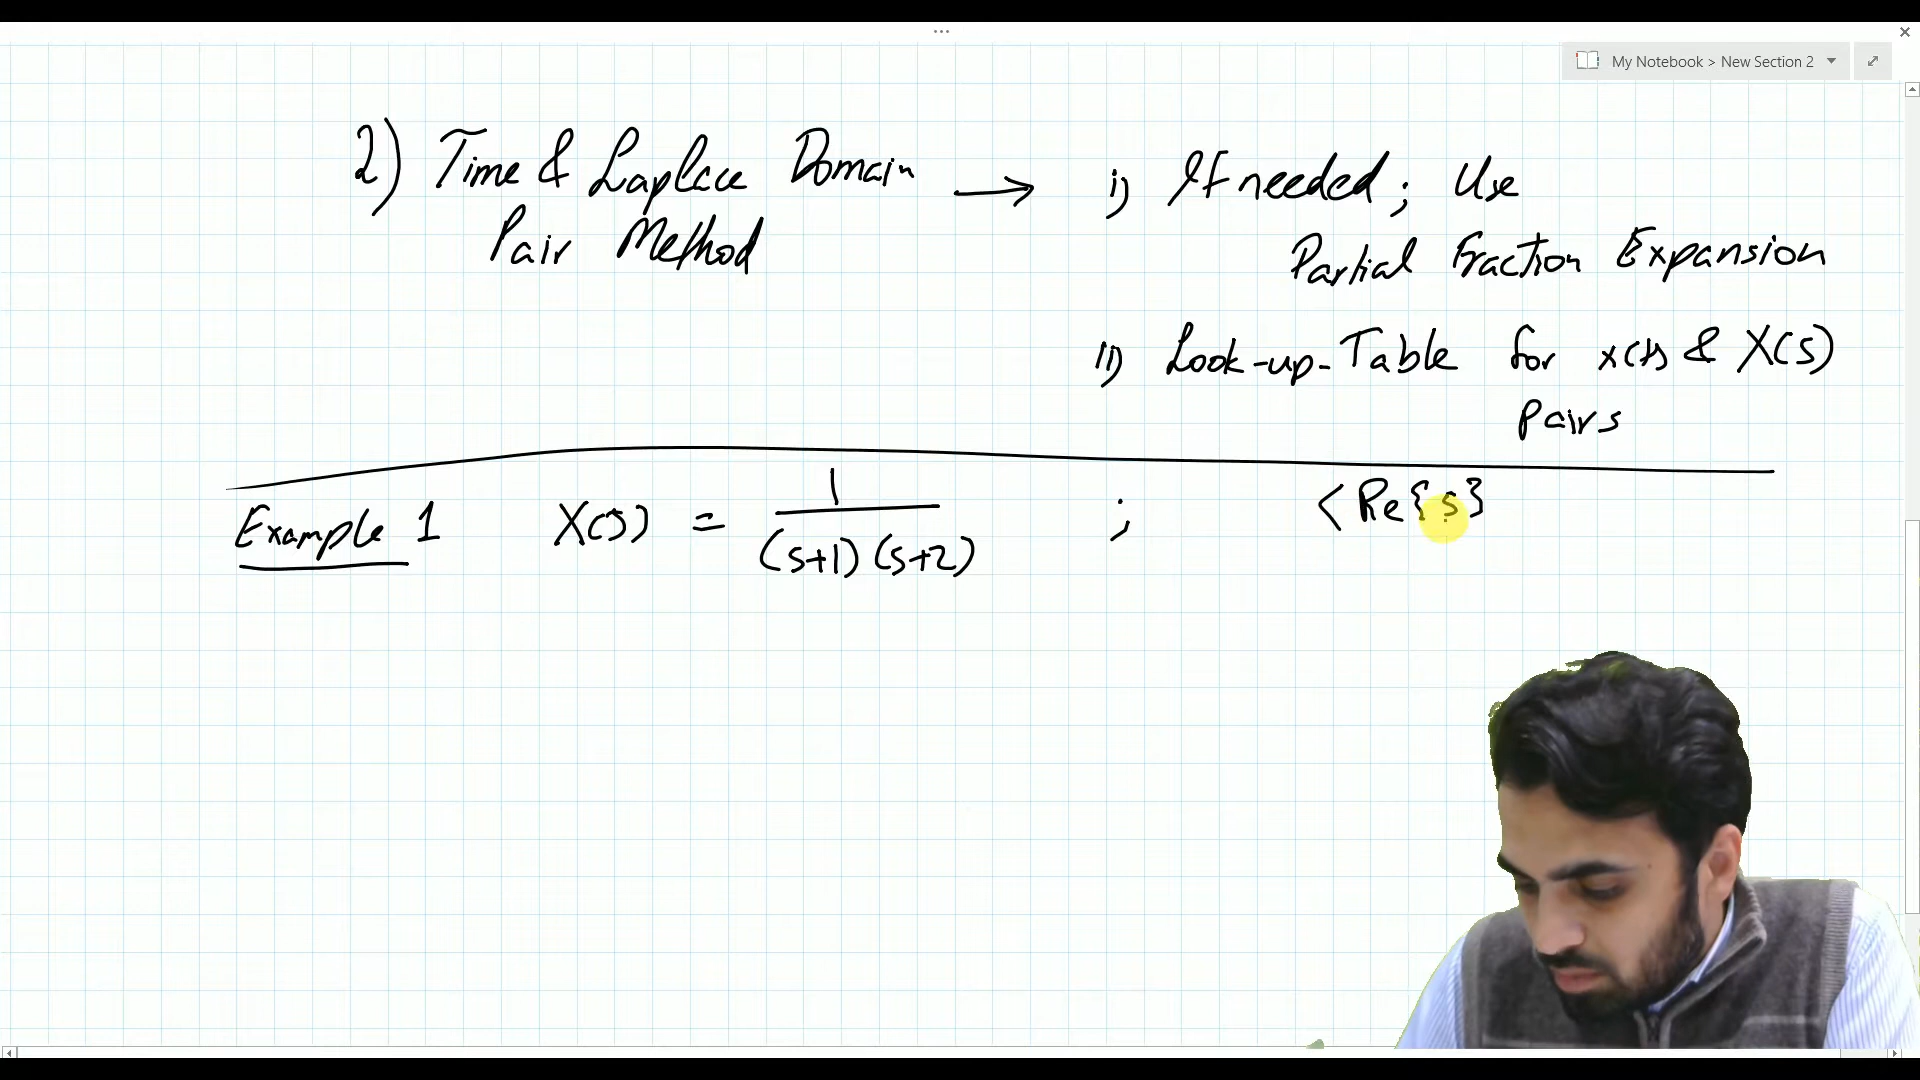 My Notebook > New Section 2
2) Time & Laplace Domain → i) If needed; Use
Pair Method
Partial Fraction Expansion
ii) Look-up-Table for x(t) & X(s)
Pairs
Example 1 X(s) = 1/((s+1)(s+2)) ; <Re{s}